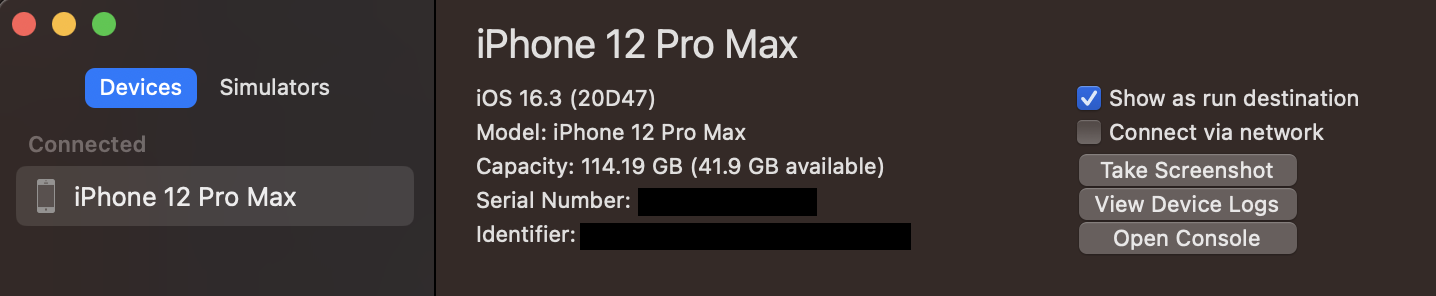 Devices
Simulators
Connected
iPhone 12 Pro Max
iPhone 12 Pro Max
iOS 16.3 (20D47)
Model: iPhone 12 Pro Max
Capacity: 114.19 GB (41.9 GB available)
Serial Number:
Identifier:
Show as run destination
Connect via network
Take Screenshot
View Device Logs
Open Console